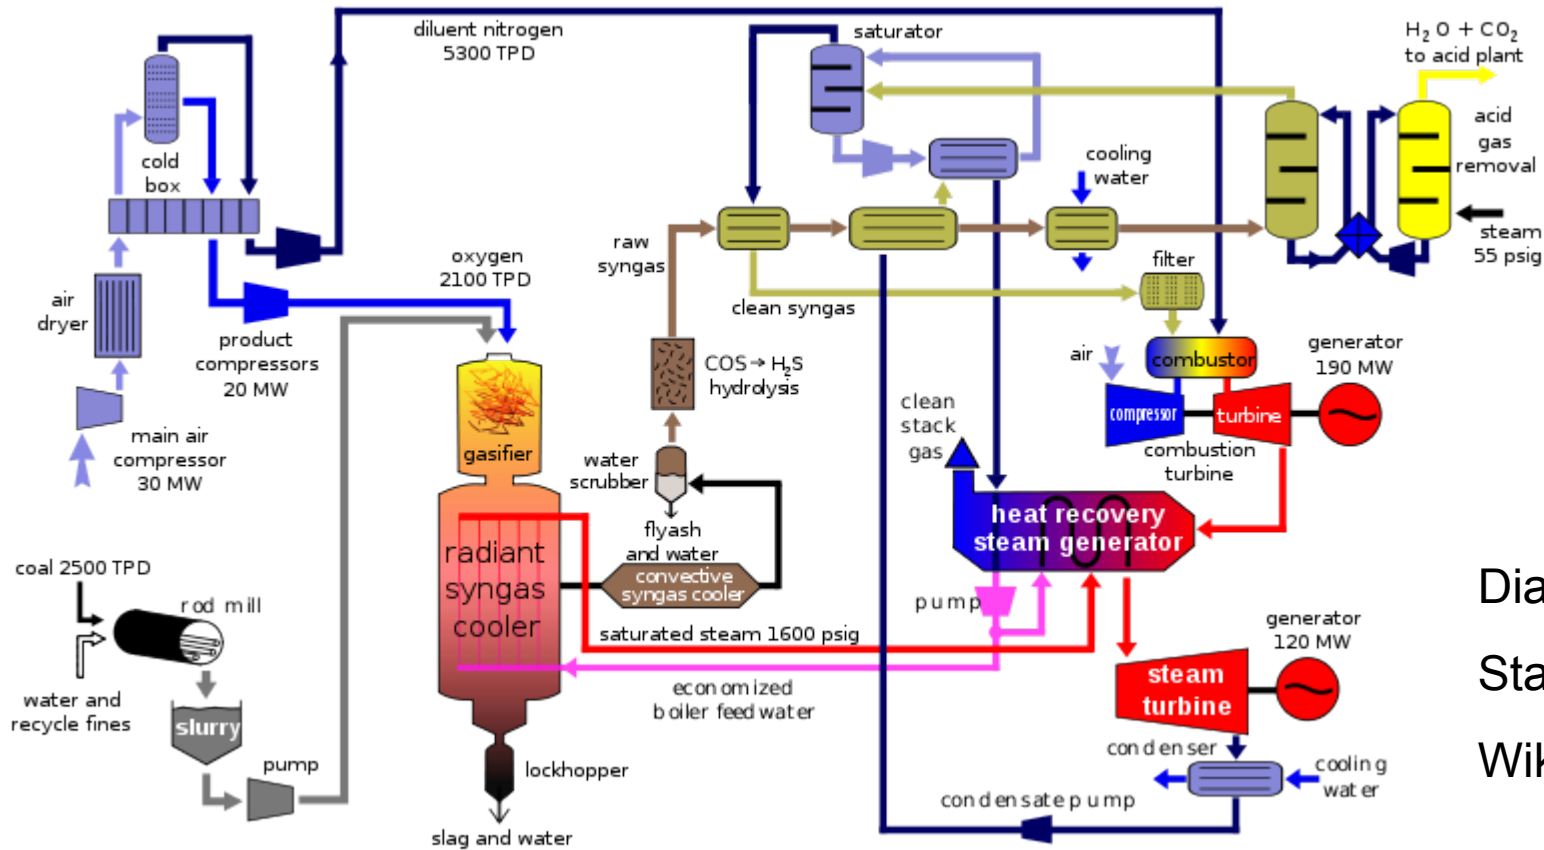 diluent nitrogen
5300 TPD
saturator
H₂ O + CO₂
to acid plant
cold
box
cooling
water
acid
gas
removal
steam
55 psig
raw
syngas
oxygen
2100 TPD
filter
air
dryer
clean syngas
product
compressors
20 MW
COS → H₂S
hydrolysis
air
combustor
generator
190 MW
compressor
turbine
combustion
turbine
clean
stack
gas
main air
compressor
30 MW
gasifier
water
scrubber
flyash
and water
heat recovery
steam generator
radiant
syngas
cooler
convective
syngas cooler
coal 2500 TPD
rod mill
pump
saturated steam 1600 psig
generator
120 MW
water and
recycle fines
slurry
economized
boiler feed water
steam
turbine
pump
lockhopper
condenser
cooling
water
condensate pump
slag and water
Dia
Sta
Wik